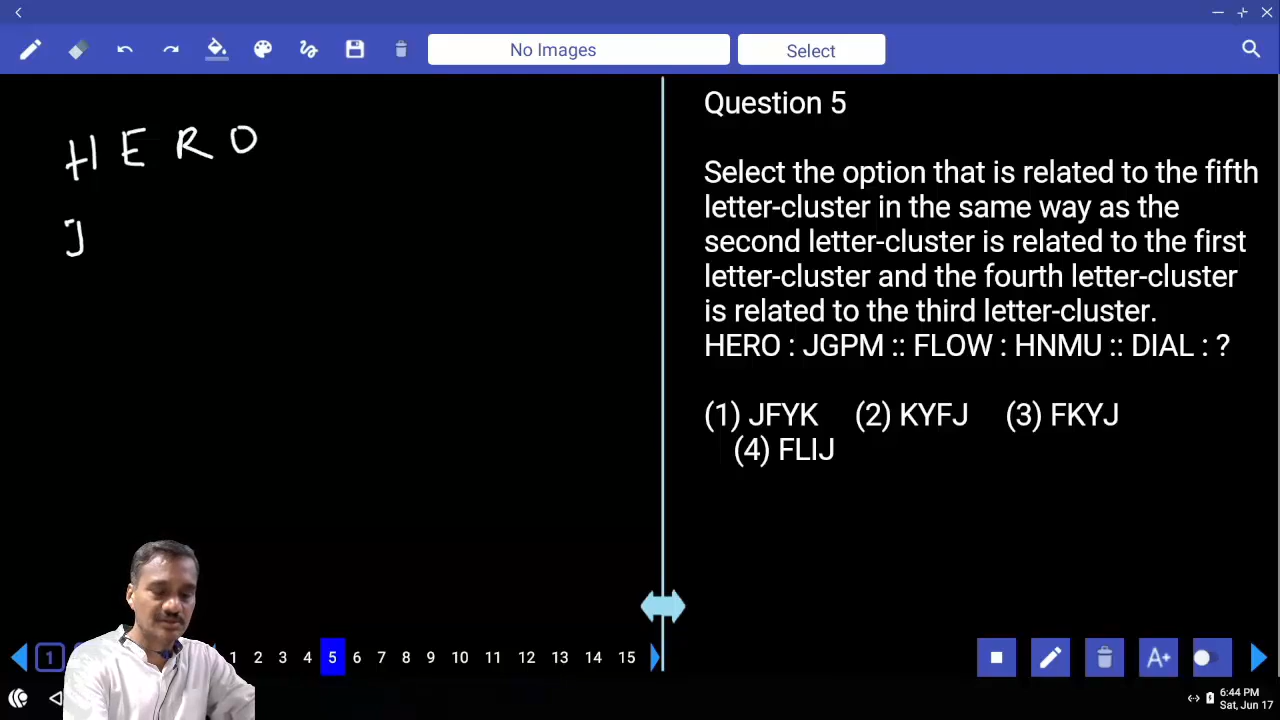 No Images
Select
H E R O
J
Question 5
Select the option that is related to the fifth
letter-cluster in the same way as the
second letter-cluster is related to the first
letter-cluster and the fourth letter-cluster
is related to the third letter-cluster.
HERO : JGPM :: FLOW : HNMU :: DIAL : ?
(1) JFYK (2) KYFJ (3) FKYJ
(4) FLIJ
1 1 2 3 4 5 6 7 8 9 10 11 12 13 14 15
A+
6:44 PM
Sat, Jun 17